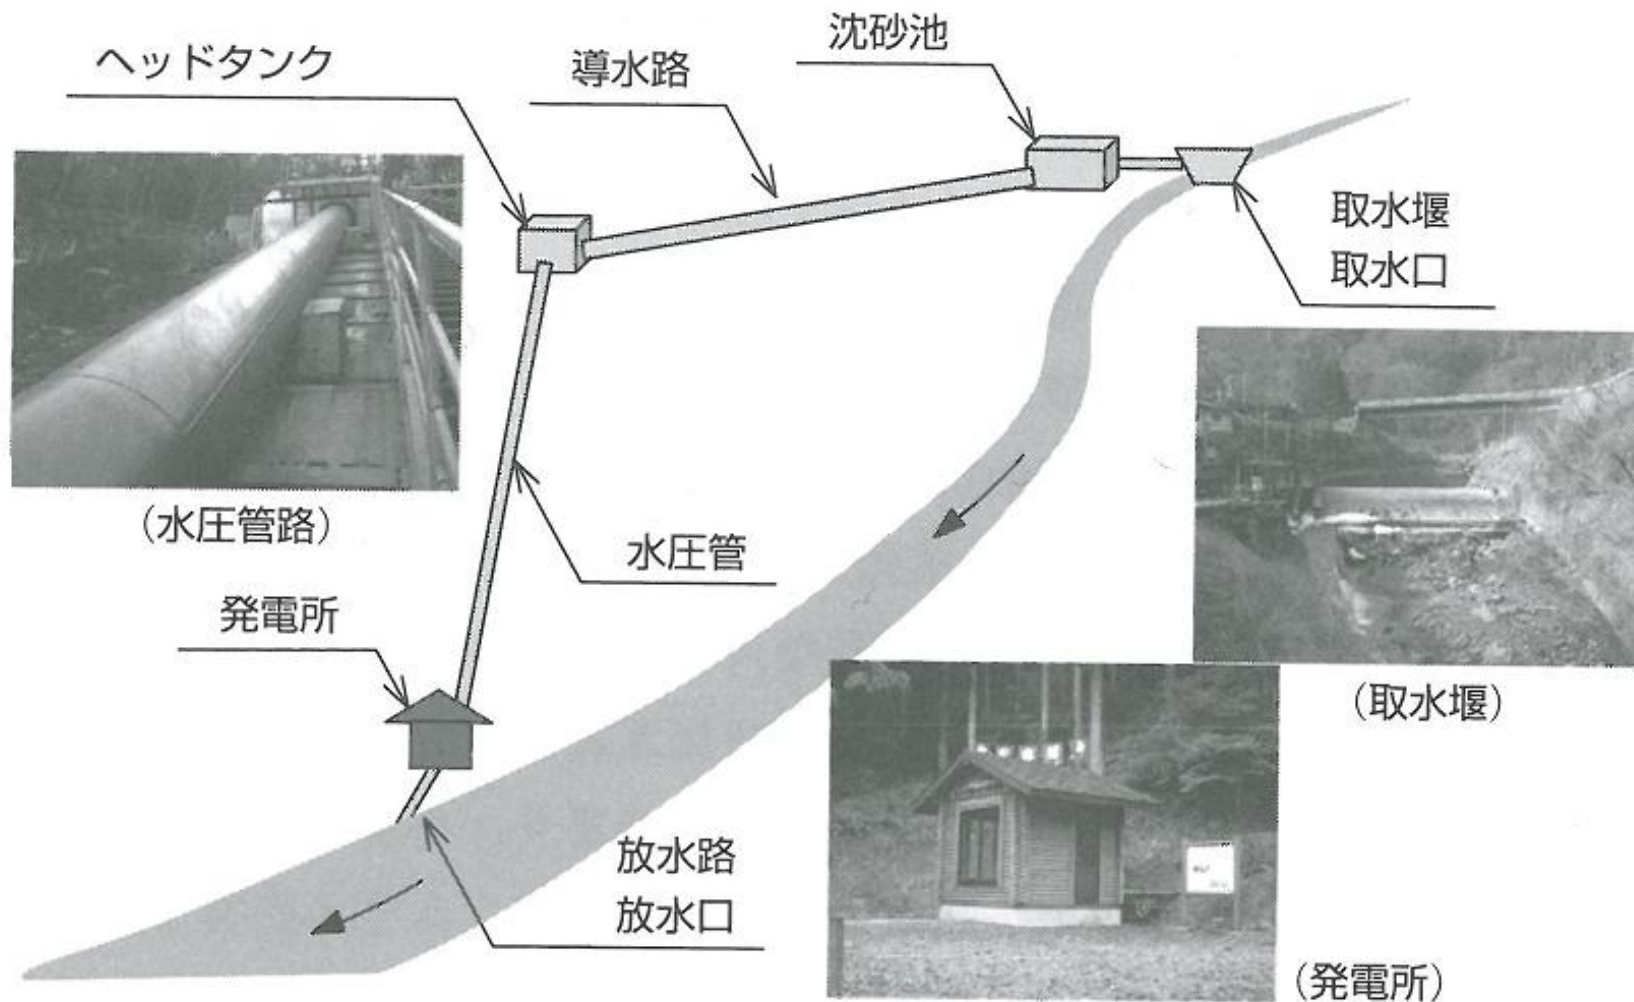 沈砂池
ヘッドタンク
導水路
取水堰
取水口
(水圧管路)
水圧管
発電所
(取水堰)
放水路
放水口
(発電所)